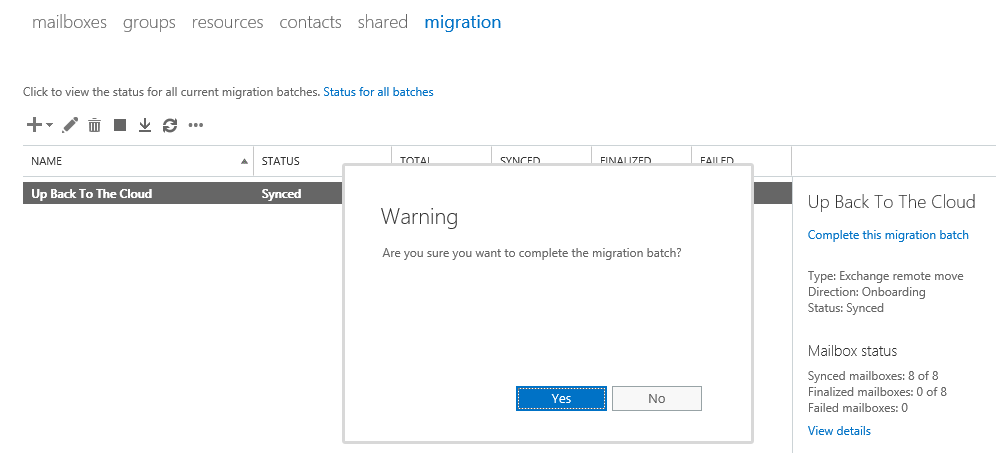 mailboxes groups resources contacts shared migration
Click to view the status for all current migration batches. Status for all batches
NAME STATUS TOTAL SYNCED FINALIZED FAILED
Up Back To The Cloud Synced
Warning
Are you sure you want to complete the migration batch?
Yes No
Up Back To The Cloud
Complete this migration batch
Type: Exchange remote move
Direction: Onboarding
Status: Synced
Mailbox status
Synced mailboxes: 8 of 8
Finalized mailboxes: 0 of 8
Failed mailboxes: 0
View details